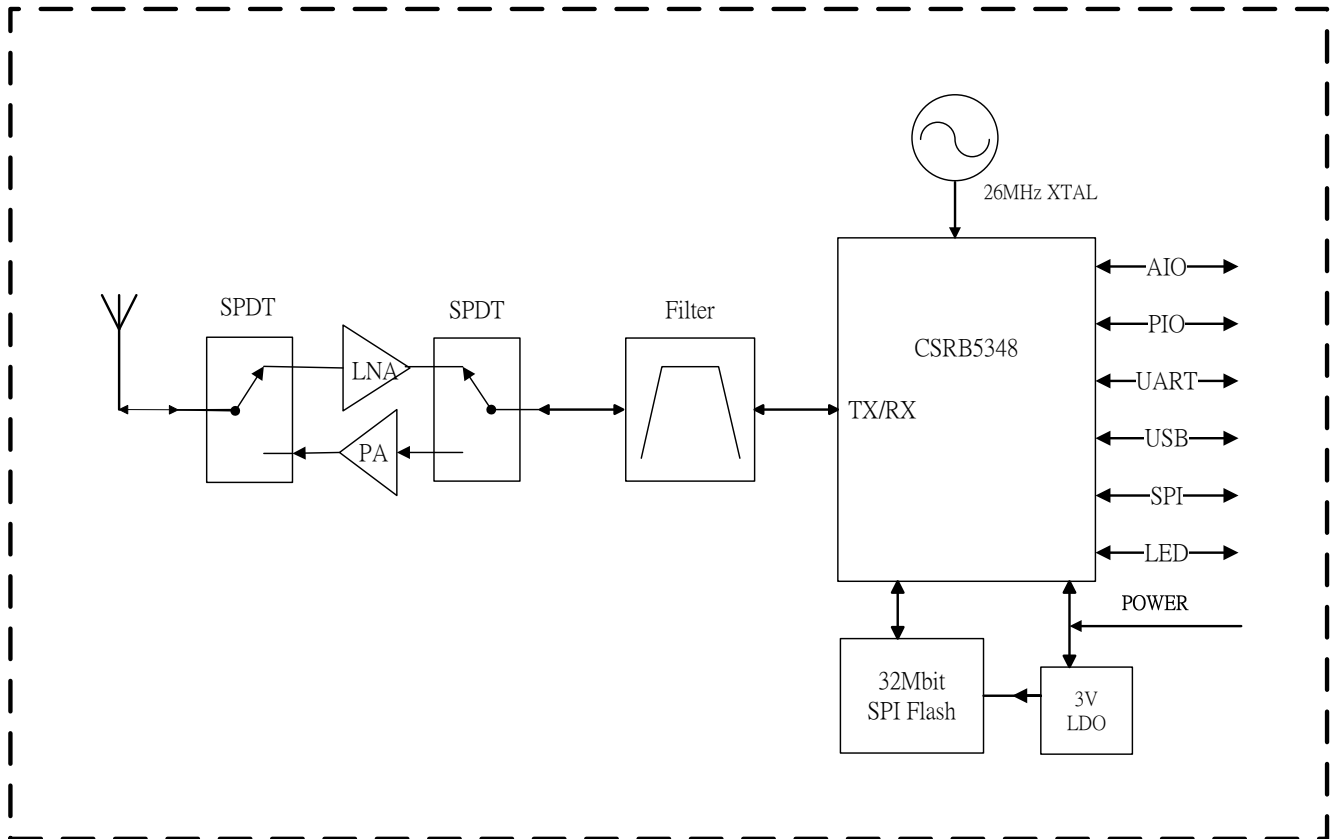 26MHz XTAL
SPDT
SPDT
Filter
LNA
PA
CSRB5348
TX/RX
AIO
PIO
UART
USB
SPI
LED
POWER
32Mbit
SPI Flash
3V
LDO